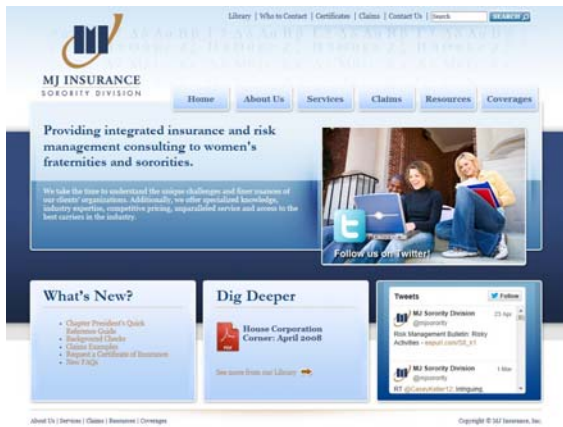 Library | Who to Contact | Certificates | Claims | Contact Us | Search SEARCH
MJ INSURANCE
SORORITY DIVISION
Home About Us Services Claims Resources Coverages
Providing integrated insurance and risk
management consulting to women's
fraternities and sororities.
We take the time to understand the unique challenges and finer nuances of
our clients' organizations. Additionally, we offer specialized knowledge,
industry expertise, competitive pricing, unparalleled service and access to the
best carriers in the industry.
Follow us on Twitter!
What's New?
Chapter President's Quick
Reference Guide
Background Checks
Claims Examples
Request a Certificate of Insurance
New FAQs
Dig Deeper
PDF
House Corporation
Corner: April 2008
See more from our Library
Tweets Follow
MJ Sorority Division 23 Apr
@mjsorority
Risk Management Bulletin: Risky
Activities -
MJ Sorority Division 1 Mar
@mjsorority
RT @CaseyKeller12: Intriguing
About Us | Services | Claims | Resources | Coverages
Copyright © MJ Insurance, Inc.